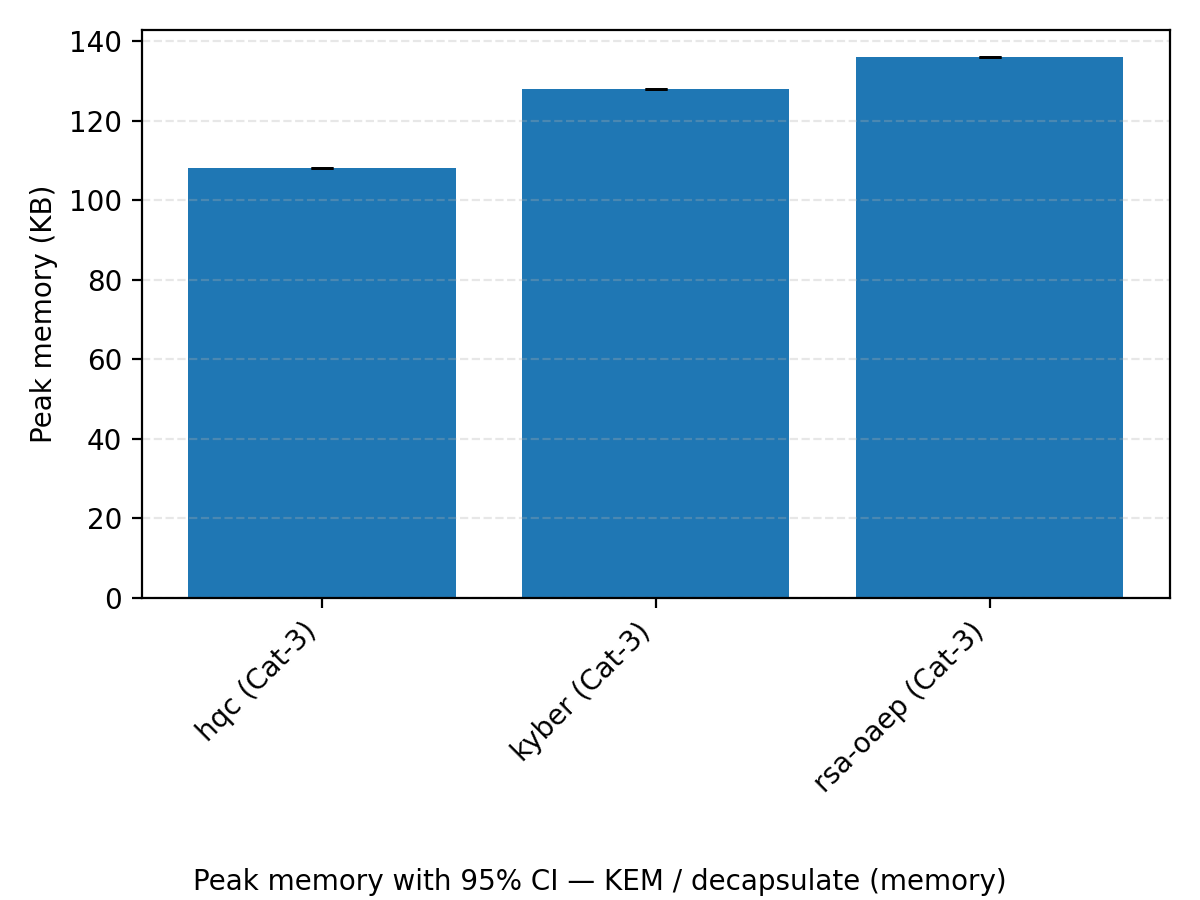 140
120
100
80
60
40
20
0
Peak memory (KB)
hqc (Cat-3)
kyber (Cat-3)
rsa-oaep (Cat-3)
Peak memory with 95% CI — KEM / decapsulate (memory)